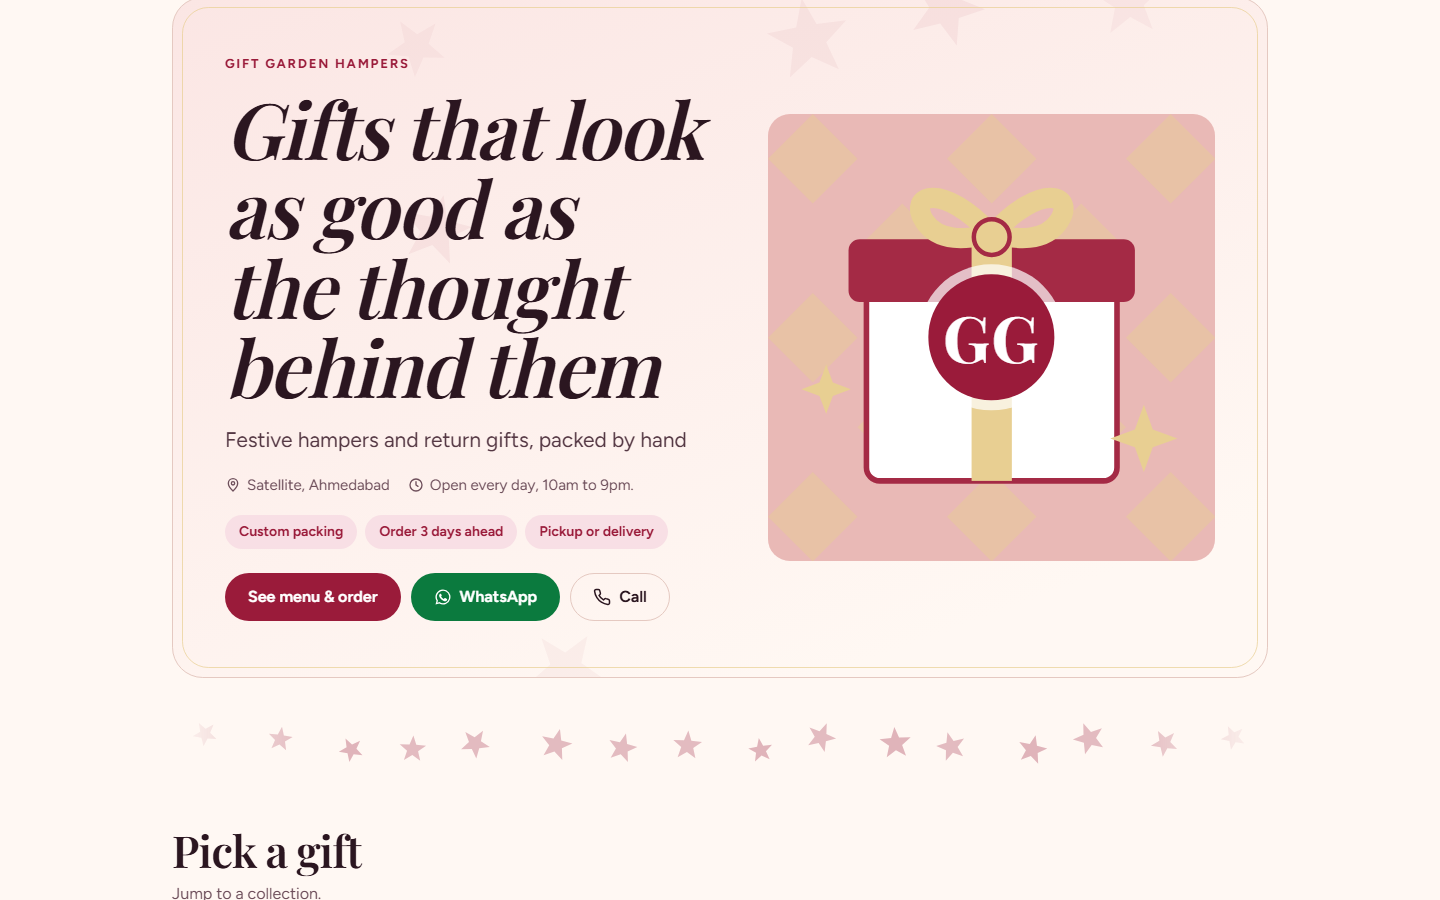 GIFT GARDEN HAMPERS
Gifts that look
as good as
the thought
behind them
Festive hampers and return gifts, packed by hand
Satellite, Ahmedabad
Open every day, 10am to 9pm.
Custom packing
Order 3 days ahead
Pickup or delivery
See menu & order
WhatsApp
Call
GG
Pick a gift
Jump to a collection.